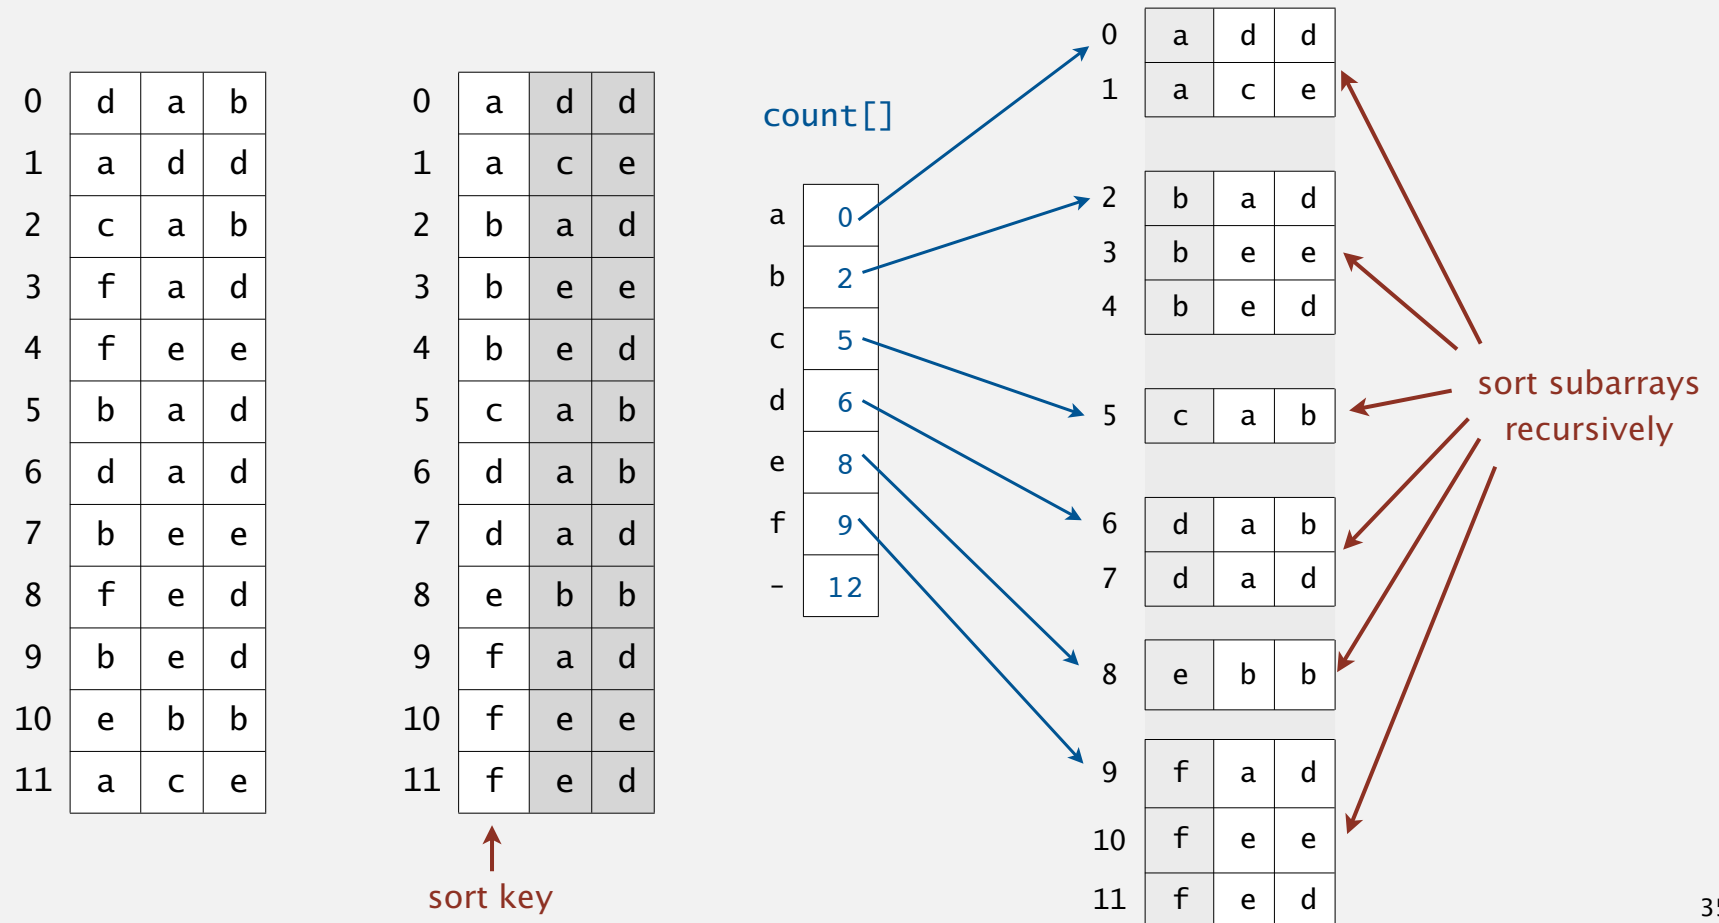 0 d a b
1 a d d
2 c a b
3 f a d
4 f e e
5 b a d
6 d a d
7 b e e
8 f e d
9 b e d
10 e b b
11 a c e
0 a d d
1 a c e
2 b a d
3 b e e
4 b e d
5 c a b
6 d a b
7 d a d
8 e b b
9 f a d
10 f e e
11 f e d
sort key
count[]
a 0
b 2
c 5
d 6
e 8
f 9
- 12
0 a d d
1 a c e
2 b a d
3 b e e
4 b e d
5 c a b
6 d a b
7 d a d
8 e b b
9 f a d
10 f e e
11 f e d
sort subarrays
recursively